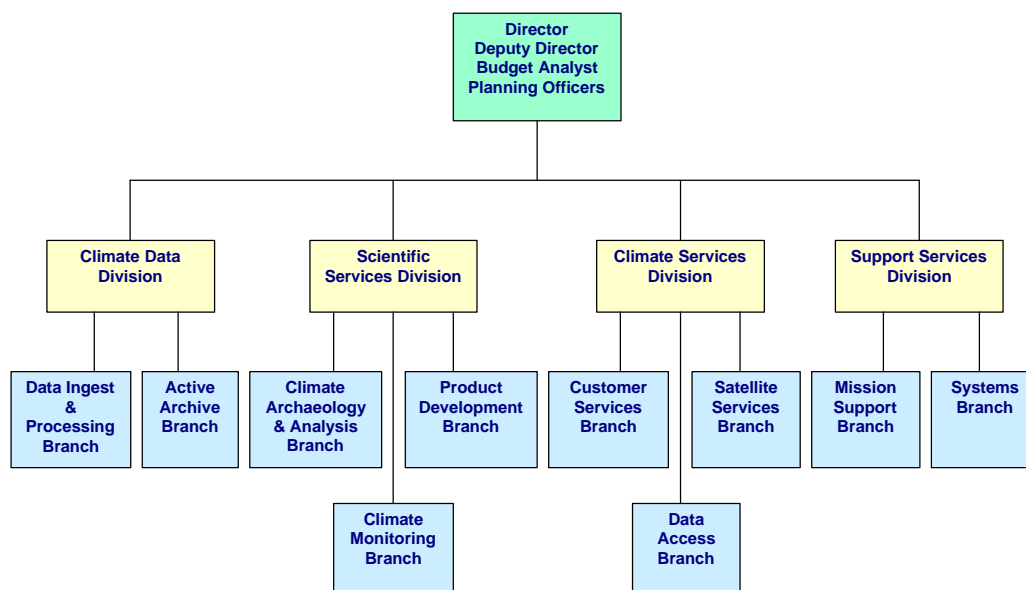 Director
Deputy Director
Budget Analyst
Planning Officers
Climate Data
Division
Scientific
Services Division
Climate Services
Division
Support Services
Division
Data Ingest
&
Processing
Branch
Active
Archive
Branch
Climate
Archaeology
& Analysis
Branch
Product
Development
Branch
Customer
Services
Branch
Satellite
Services
Branch
Mission
Support
Branch
Systems
Branch
Climate
Monitoring
Branch
Data
Access
Branch